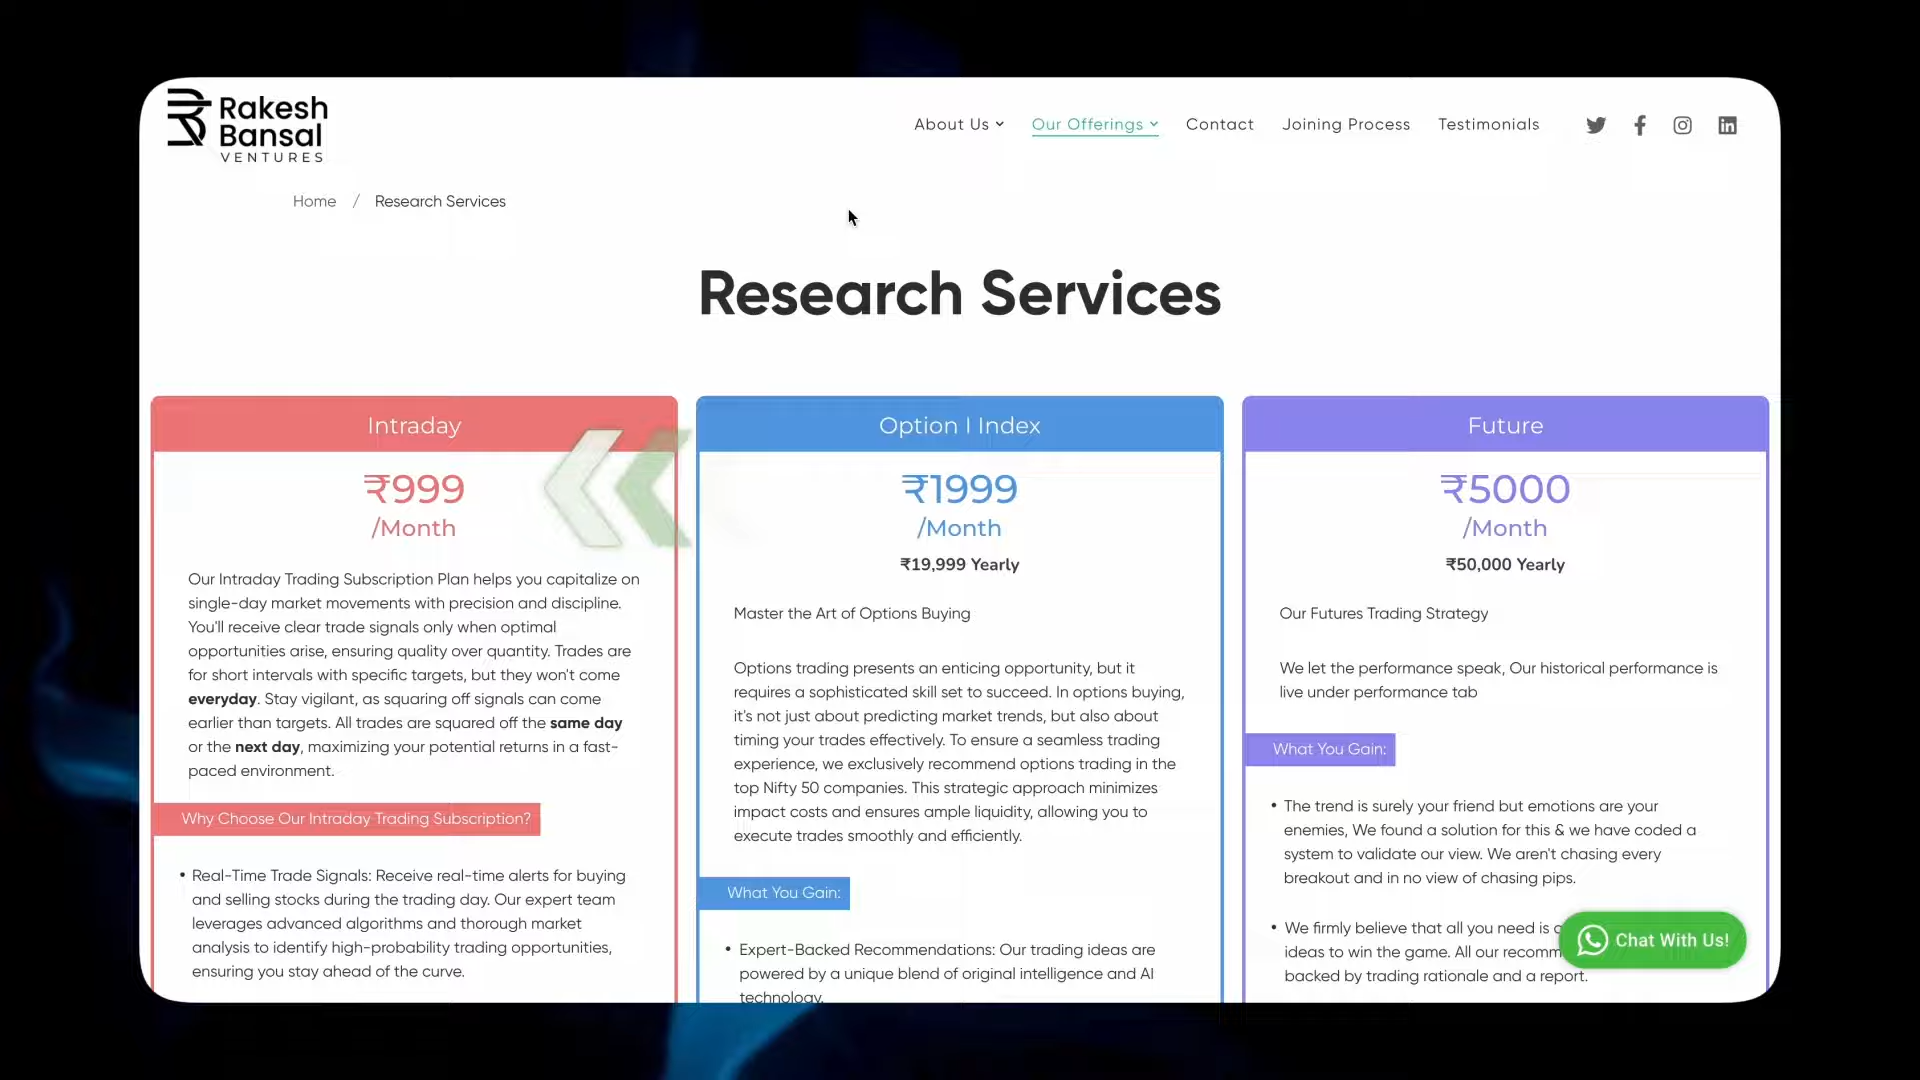 Rakesh
Bansal
VENTURES
About Us
Our Offerings
Contact
Joining Process
Testimonials
Home / Research Services
Research Services
Intraday
₹999
/Month
Our Intraday Trading Subscription Plan helps you capitalize on
single-day market movements with precision and discipline.
You'll receive clear trade signals only when optimal
opportunities arise, ensuring quality over quantity. Trades are
for short intervals with specific targets, but they won't come
everyday. Stay vigilant, as squaring off signals can come
earlier than targets. All trades are squared off the same day
or the next day, maximizing your potential returns in a fast-
paced environment.
Why Choose Our Intraday Trading Subscription?
• Real-Time Trade Signals: Receive real-time alerts for buying
and selling stocks during the trading day. Our expert team
leverages advanced algorithms and thorough market
analysis to identify high-probability trading opportunities,
ensuring you stay ahead of the curve.
Option I Index
₹1999
/Month
₹19,999 Yearly
Master the Art of Options Buying
Options trading presents an enticing opportunity, but it
requires a sophisticated skill set to succeed. In options buying,
it's not just about predicting market trends, but also about
timing your trades effectively. To ensure a seamless trading
experience, we exclusively recommend options trading in the
top Nifty 50 companies. This strategic approach minimizes
impact costs and ensures ample liquidity, allowing you to
execute trades smoothly and efficiently.
What You Gain:
• Expert-Backed Recommendations: Our trading ideas are
powered by a unique blend of original intelligence and AI
technology.
Future
₹5000
/Month
₹50,000 Yearly
Our Futures Trading Strategy
We let the performance speak, Our historical performance is
live under performance tab
What You Gain:
• The trend is surely your friend but emotions are your
enemies, We found a solution for this & we have coded a
system to validate our view. We aren't chasing every
breakout and in no view of chasing pips.
• We firmly believe that all you need is
ideas to win the game. All our
backed by trading rationale and a report.
Chat With Us!